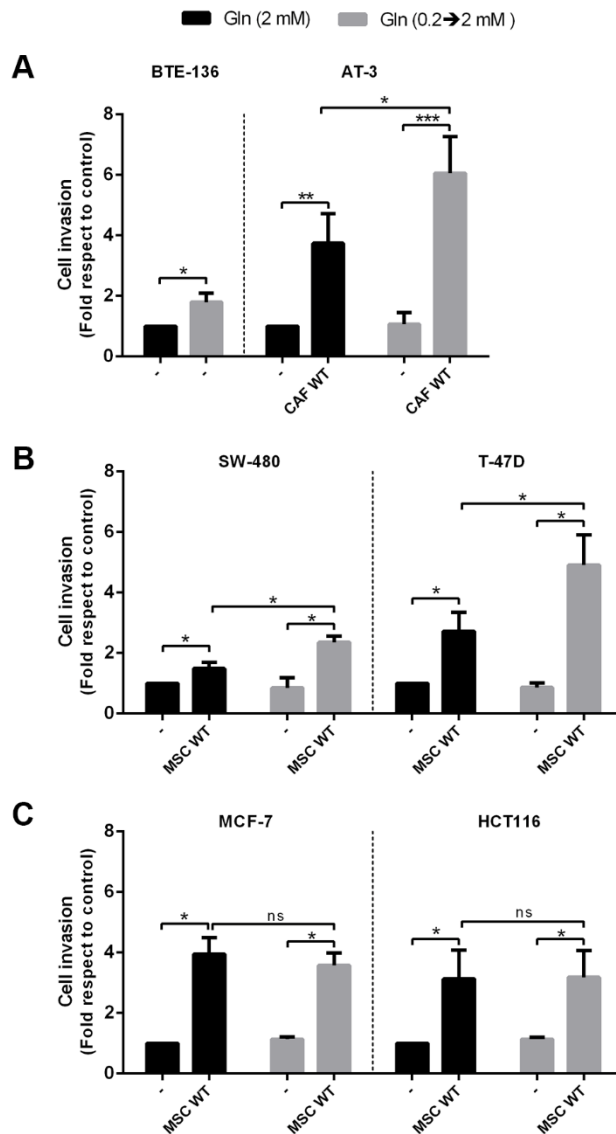 Gln (2 mM) Gln (0.2➔2 mM )
A
BTE-136 AT-3
*
***
**
*
8
6
4
2
0
Cell invasion
(Fold respect to control)
- - - CAF WT - CAF WT
B
SW-480 T-47D
*
*
*
*
*
*
8
6
4
2
0
Cell invasion
(Fold respect to control)
- MSC WT - MSC WT - MSC WT - MSC WT
C
MCF-7 HCT116
ns
ns
*
*
*
*
8
6
4
2
0
Cell invasion
(Fold respect to control)
- MSC WT - MSC WT - MSC WT - MSC WT